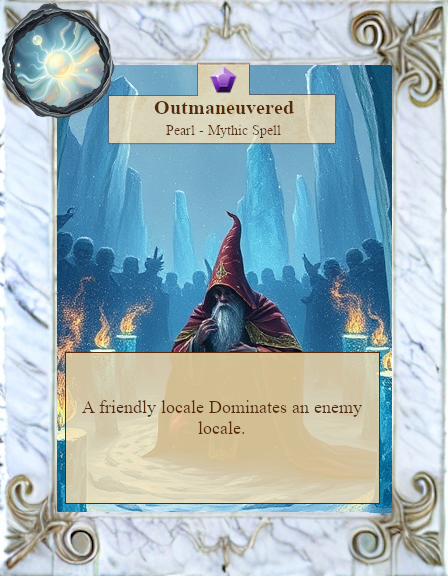 Outmaneuvered
Pearl - Mythic Spell
A friendly locale Dominates an enemy
locale.